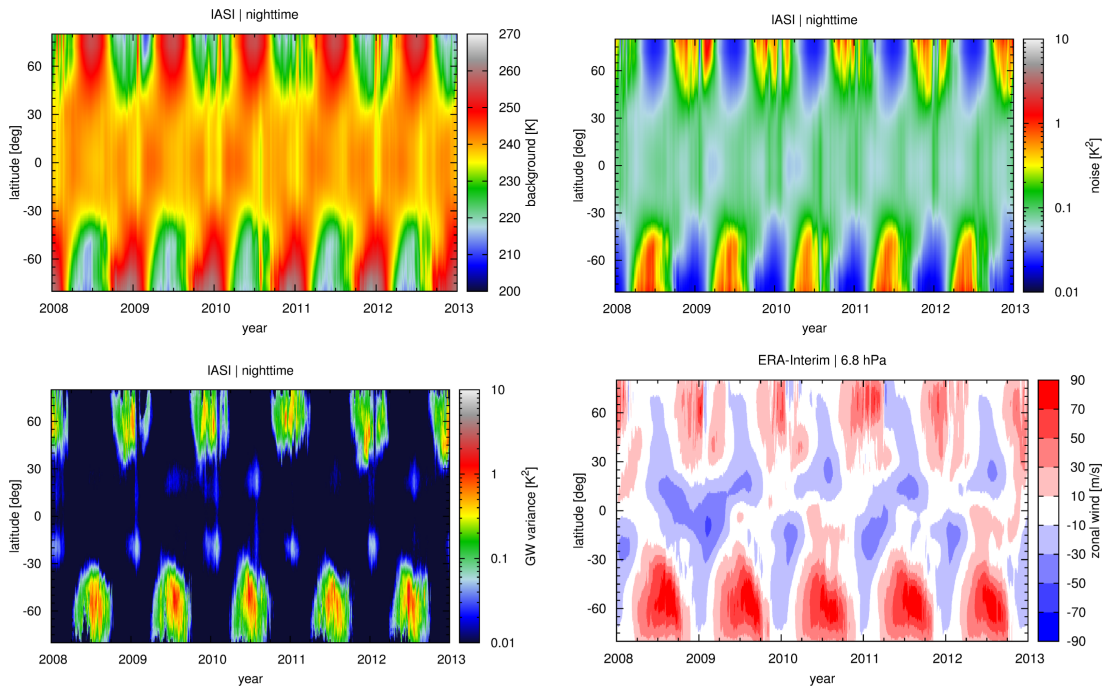 IASI | nighttime
270
260
250
240
230
220
210
200
background [K]
60
30
0
-30
-60
latitude [deg]
2008 2009 2010 2011 2012 2013
year
IASI | nighttime
10
1
0.1
0.01
noise [K²]
60
30
0
-30
-60
latitude [deg]
2008 2009 2010 2011 2012 2013
year
IASI | nighttime
10
1
0.1
0.01
GW variance [K²]
60
30
0
-30
-60
latitude [deg]
2008 2009 2010 2011 2012 2013
year
ERA-Interim | 6.8 hPa
90
70
50
30
10
-10
-30
-50
-70
-90
zonal wind [m/s]
60
30
0
-30
-60
latitude [deg]
2008 2009 2010 2011 2012 2013
year